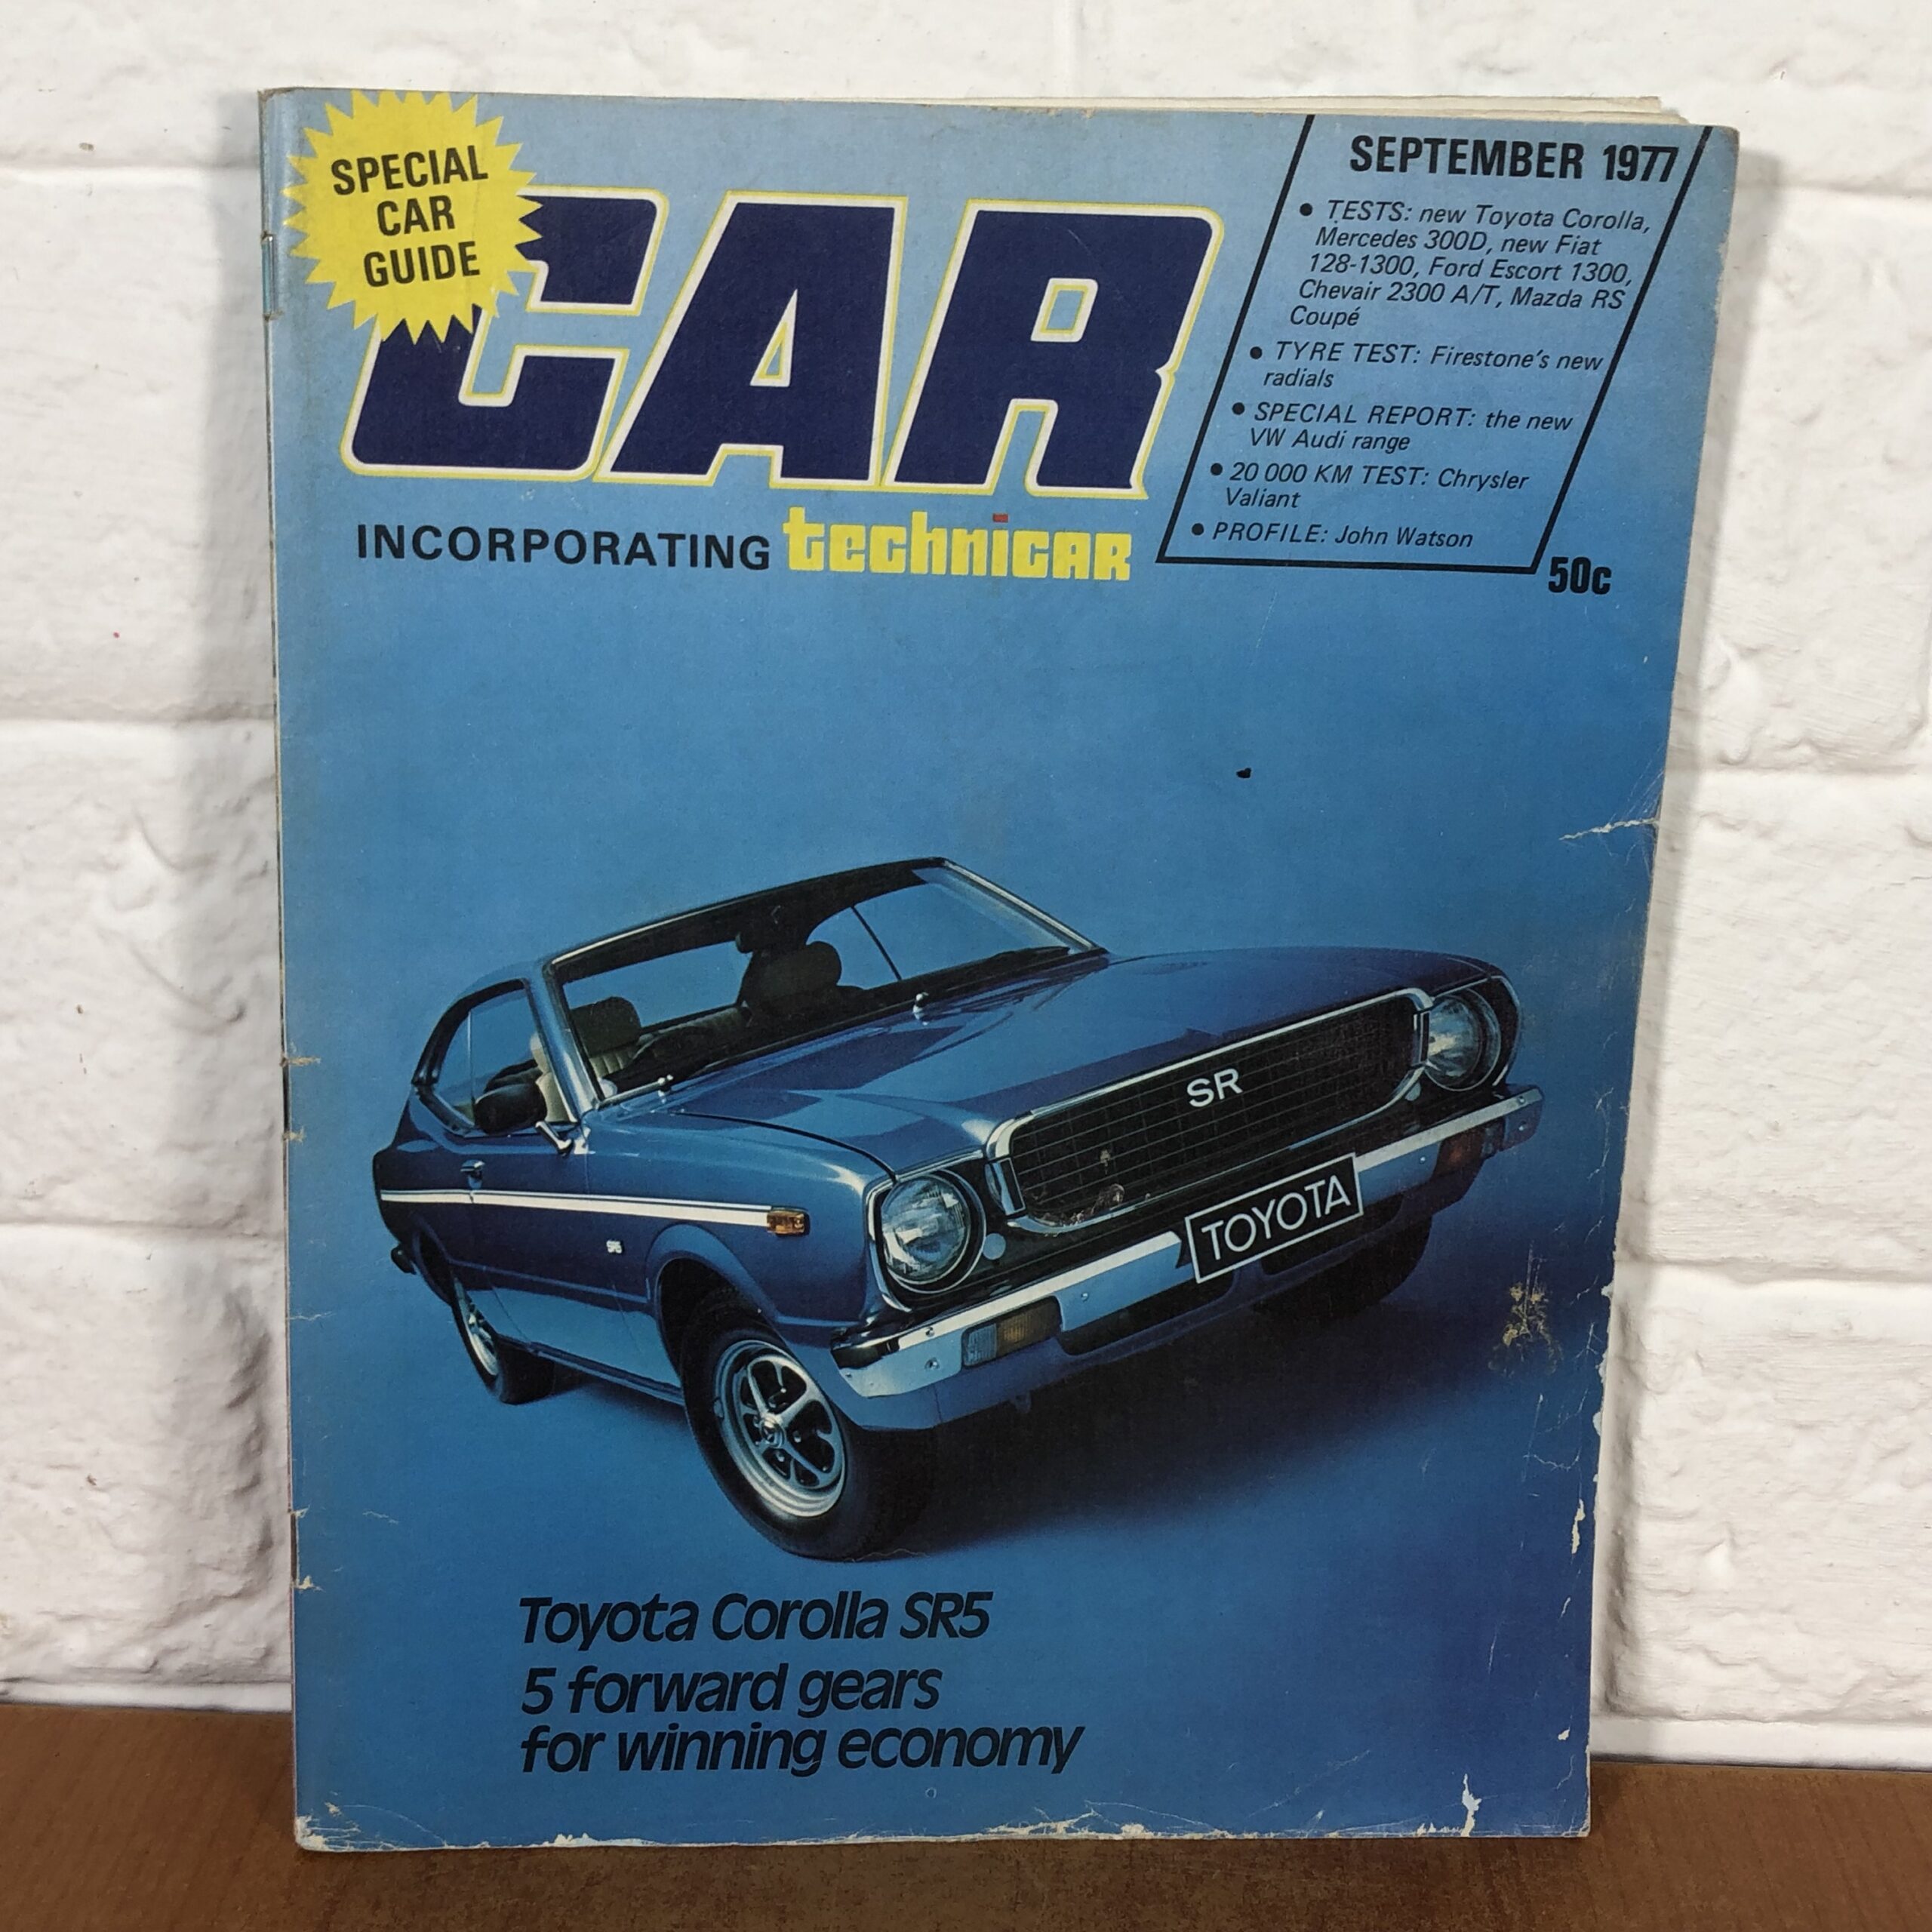 SPECIAL
CAR
GUIDE
CAR
INCORPORATING technicar
SEPTEMBER 1977
• TESTS: new Toyota Corolla,
Mercedes 300D, new Fiat
128-1300, Ford Escort 1300,
Chevair 2300 A/T, Mazda RS
Coupé
• TYRE TEST: Firestone's new
radials
• SPECIAL REPORT: the new
VW Audi range
• 20 000 KM TEST: Chrysler
Valiant
• PROFILE: John Watson
50c
SR
TOYOTA
Toyota Corolla SR5
5 forward gears
for winning economy